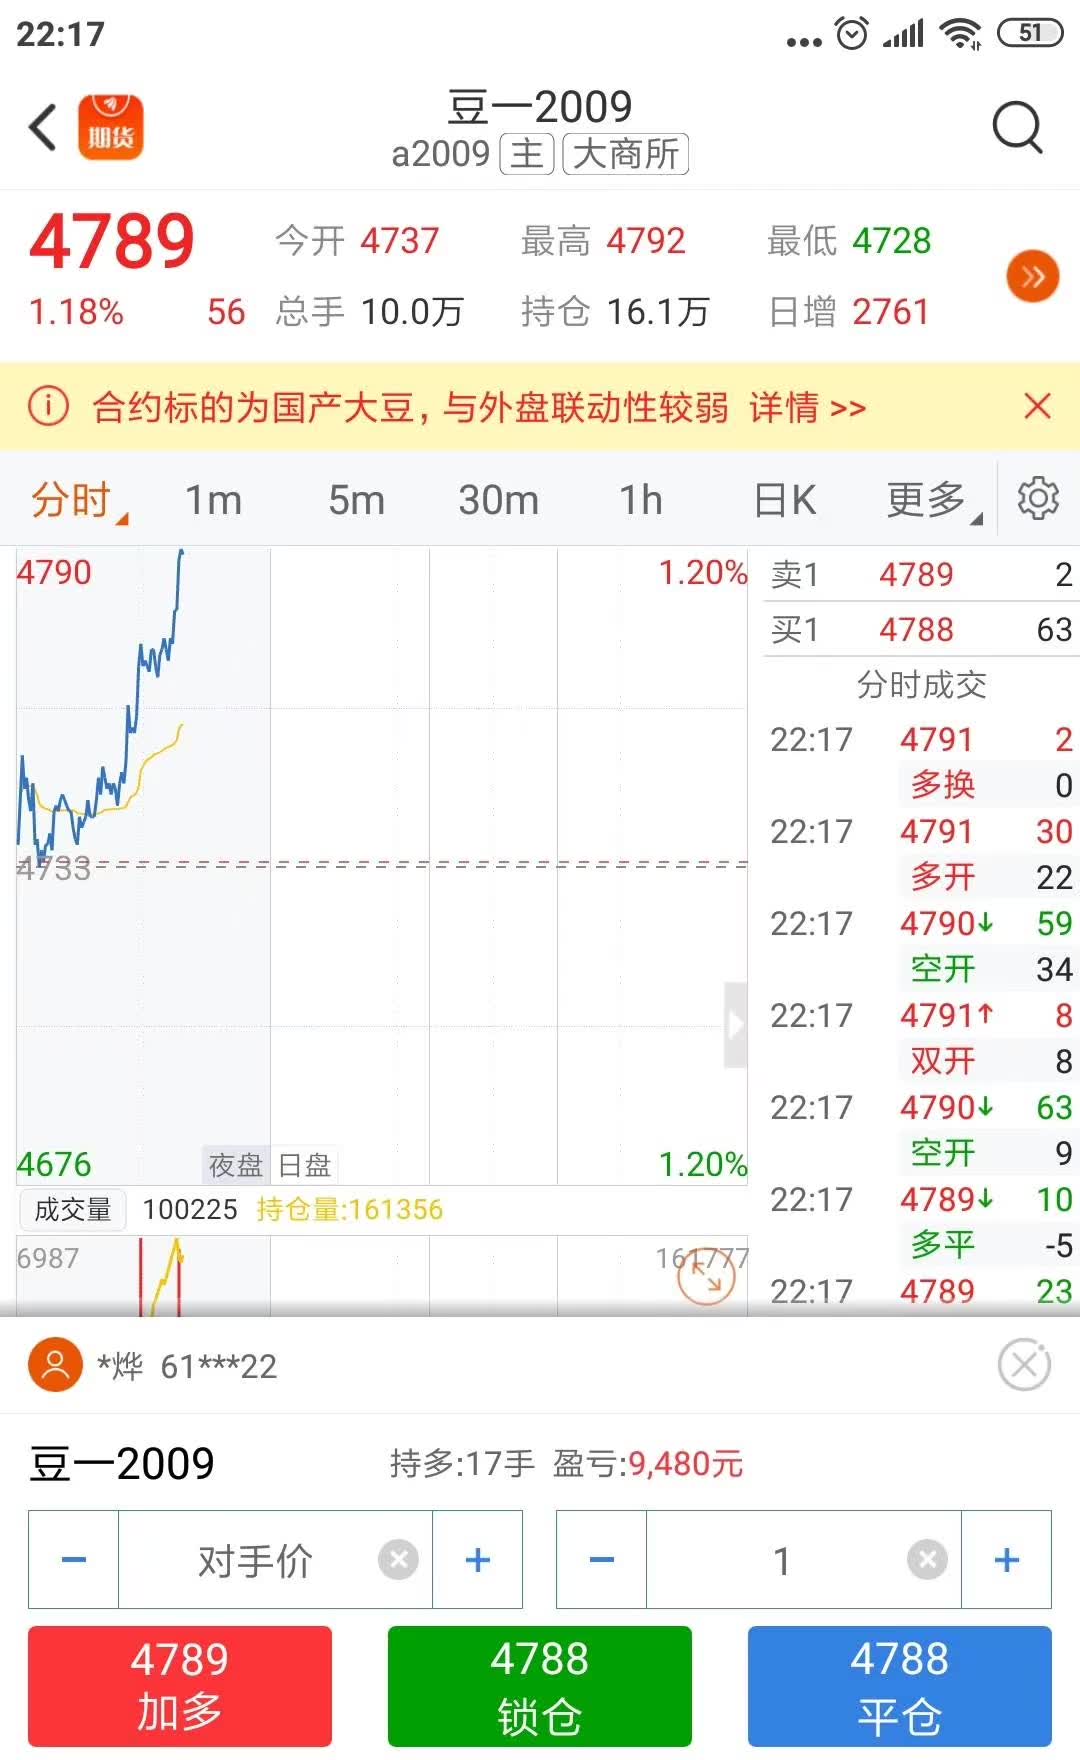 22:17
51
期货
豆一2009
a2009 主 大商所
4789 今开 4737 最高 4792 最低 4728
1.18% 56 总手 10.0万 持仓 16.1万 日增 2761
合约标的为国产大豆，与外盘联动性较弱 详情 >>
分时 1m 5m 30m 1h 日K 更多
4790 1.20%
4733
4676 夜盘 日盘 1.20%
成交量 100225 持仓量:161356
6987 161777
卖1 4789 2
买1 4788 63
分时成交
22:17 4791 2
多换 0
22:17 4791 30
多开 22
22:17 4790↓ 59
空开 34
22:17 4791↑ 8
双开 8
22:17 4790↓ 63
空开 9
22:17 4789↓ 10
多平 -5
22:17 4789 23
*烨 61***22
豆一2009 持多:17手 盈亏:9,480元
− 对手价 + − 1 +
4789 4788 4788
加多 锁仓 平仓